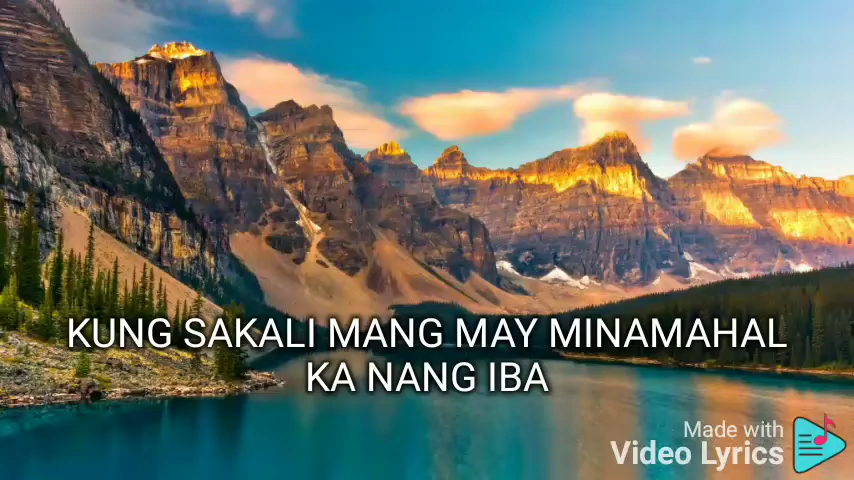 KUNG SAKALI MANG MAY MINAMAHAL
KA NANG IBA
Made with
Video Lyrics